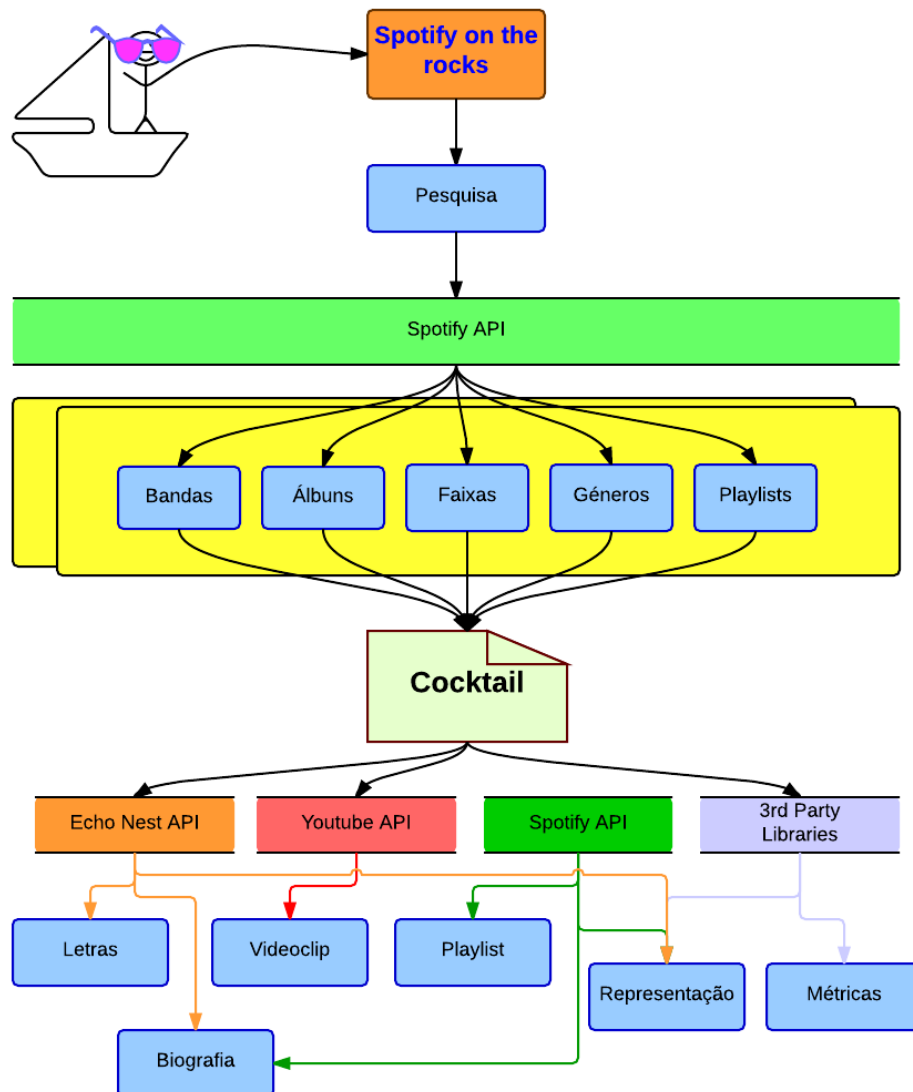 Spotify on the
rocks
Pesquisa
Spotify API
Bandas
Álbuns
Faixas
Géneros
Playlists
Cocktail
Echo Nest API
Youtube API
Spotify API
3rd Party
Libraries
Letras
Videoclip
Playlist
Representação
Métricas
Biografia